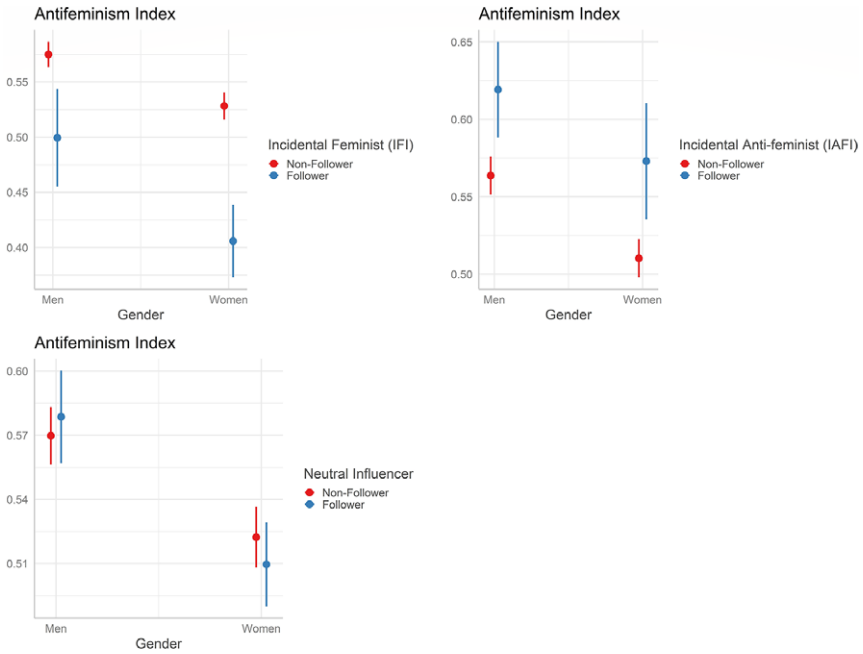 Antifeminism Index
0.55
0.50
0.45
0.40
Men
Women
Gender
Incidental Feminist (IFI)
Non-Follower
Follower
Antifeminism Index
0.65
0.60
0.55
0.50
Men
Women
Gender
Incidental Anti-feminist (IAFI)
Non-Follower
Follower
Antifeminism Index
0.60
0.57
0.54
0.51
Men
Women
Gender
Neutral Influencer
Non-Follower
Follower